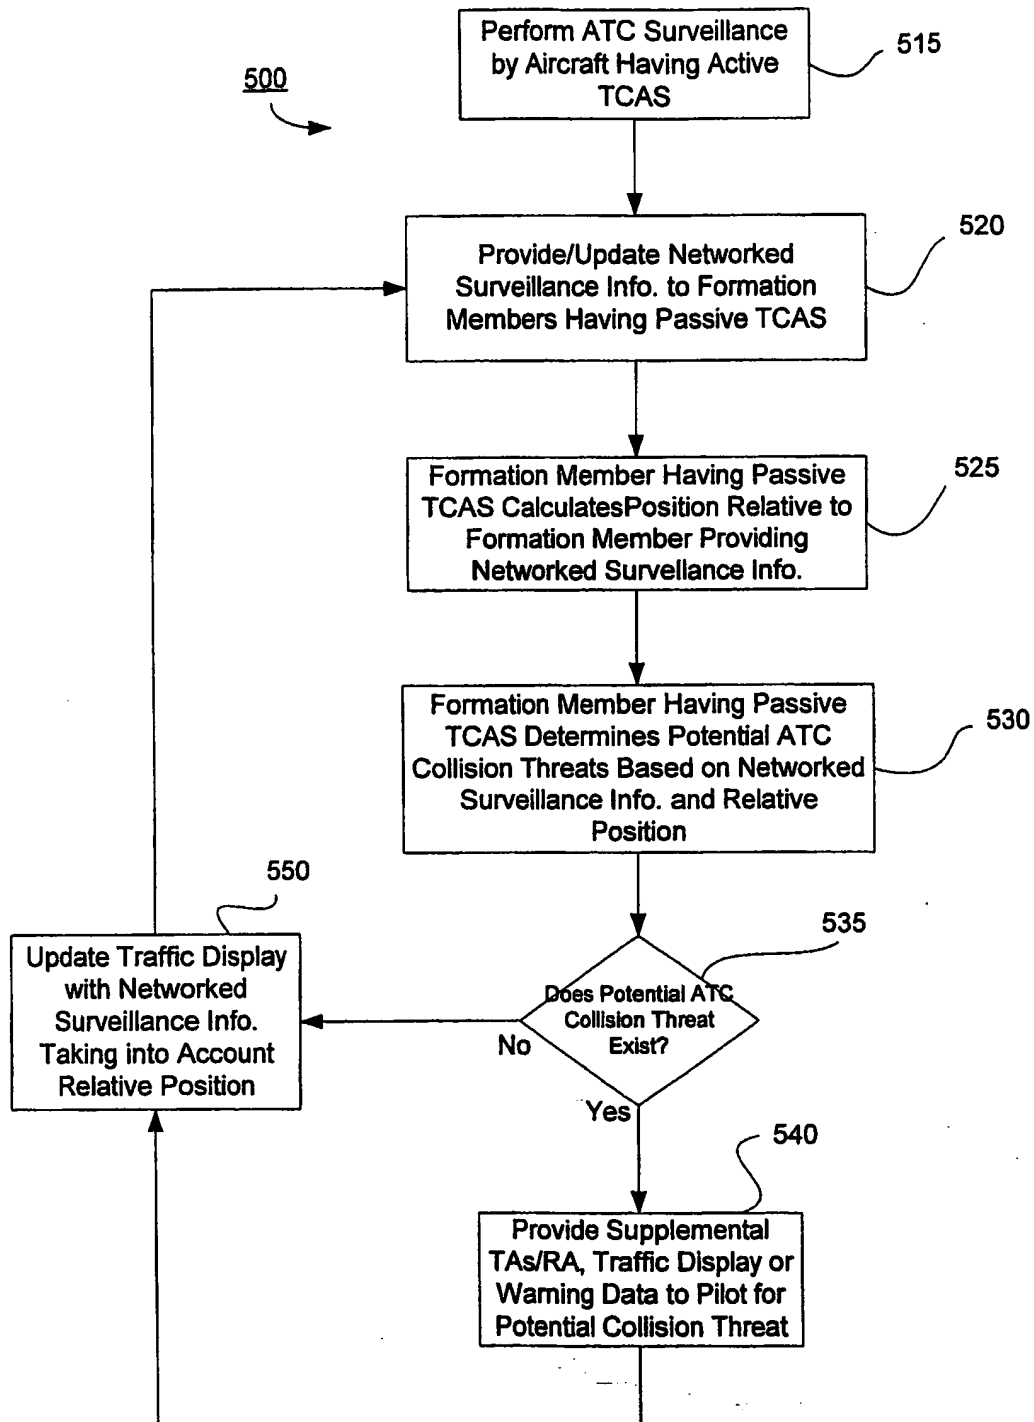 Perform ATC Surveillance
by Aircraft Having Active
TCAS
515
500
Provide/Update Networked
Surveillance Info. to Formation
Members Having Passive TCAS
520
Formation Member Having Passive
TCAS CalculatesPosition Relative to
Formation Member Providing
Networked Survellance Info.
525
Formation Member Having Passive
TCAS Determines Potential ATC
Collision Threats Based on Networked
Surveillance Info. and Relative
Position
530
550
Update Traffic Display
with Networked
Surveillance Info.
Taking into Account
Relative Position
535
Does Potential ATC
Collision Threat
Exist?
No
Yes
540
Provide Supplemental
TAs/RA, Traffic Display or
Warning Data to Pilot for
Potential Collision Threat